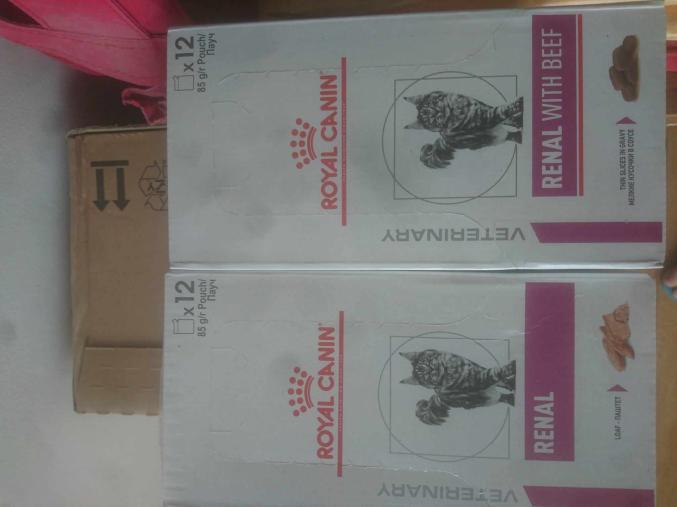 x 12
85 g/г Pouch/
Пауч
ROYAL CANIN
RENAL WITH BEEF
THIN SLICES IN GRAVY
МЕЛКИЕ КУСОЧКИ В СОУСЕ
VETERINARY
x 12
85 g/г Pouch/
Пауч
ROYAL CANIN
RENAL
LOAF - ПАШТЕТ
VETERINARY